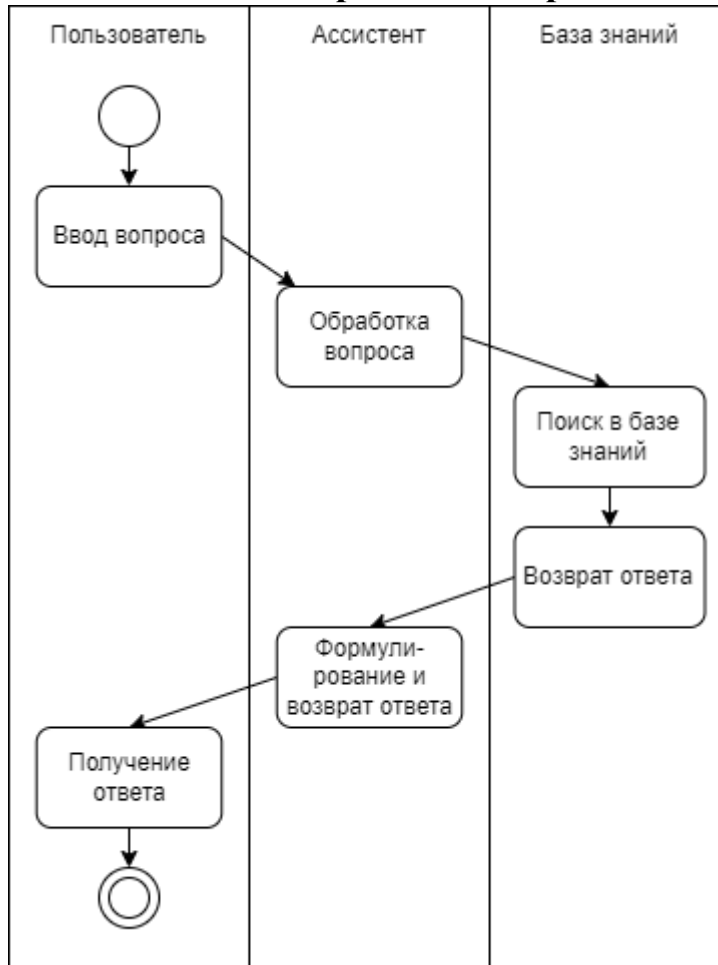 Пользователь
Ассистент
База знаний
Ввод вопроса
Обработка
вопроса
Поиск в базе
знаний
Возврат ответа
Формули-
рование и
возврат ответа
Получение
ответа